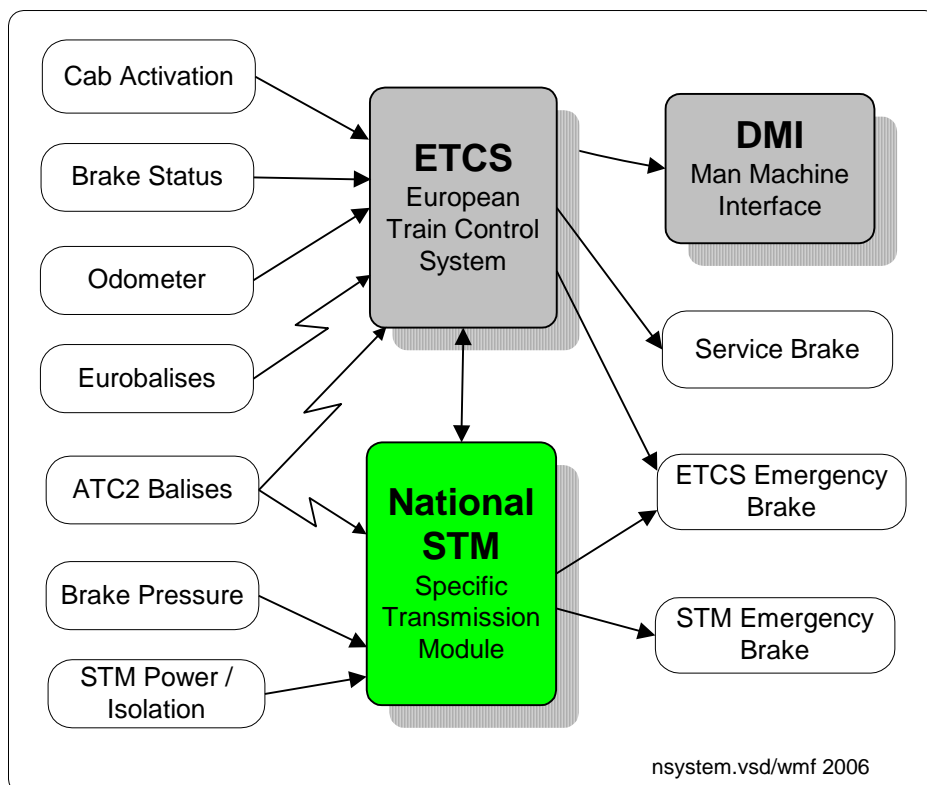 Cab Activation
Brake Status
Odometer
Eurobalises
ATC2 Balises
Brake Pressure
STM Power /
Isolation
ETCS
European
Train Control
System
National
STM
Specific
Transmission
Module
DMI
Man Machine
Interface
Service Brake
ETCS Emergency
Brake
STM Emergency
Brake
nsystem.vsd/wmf 2006